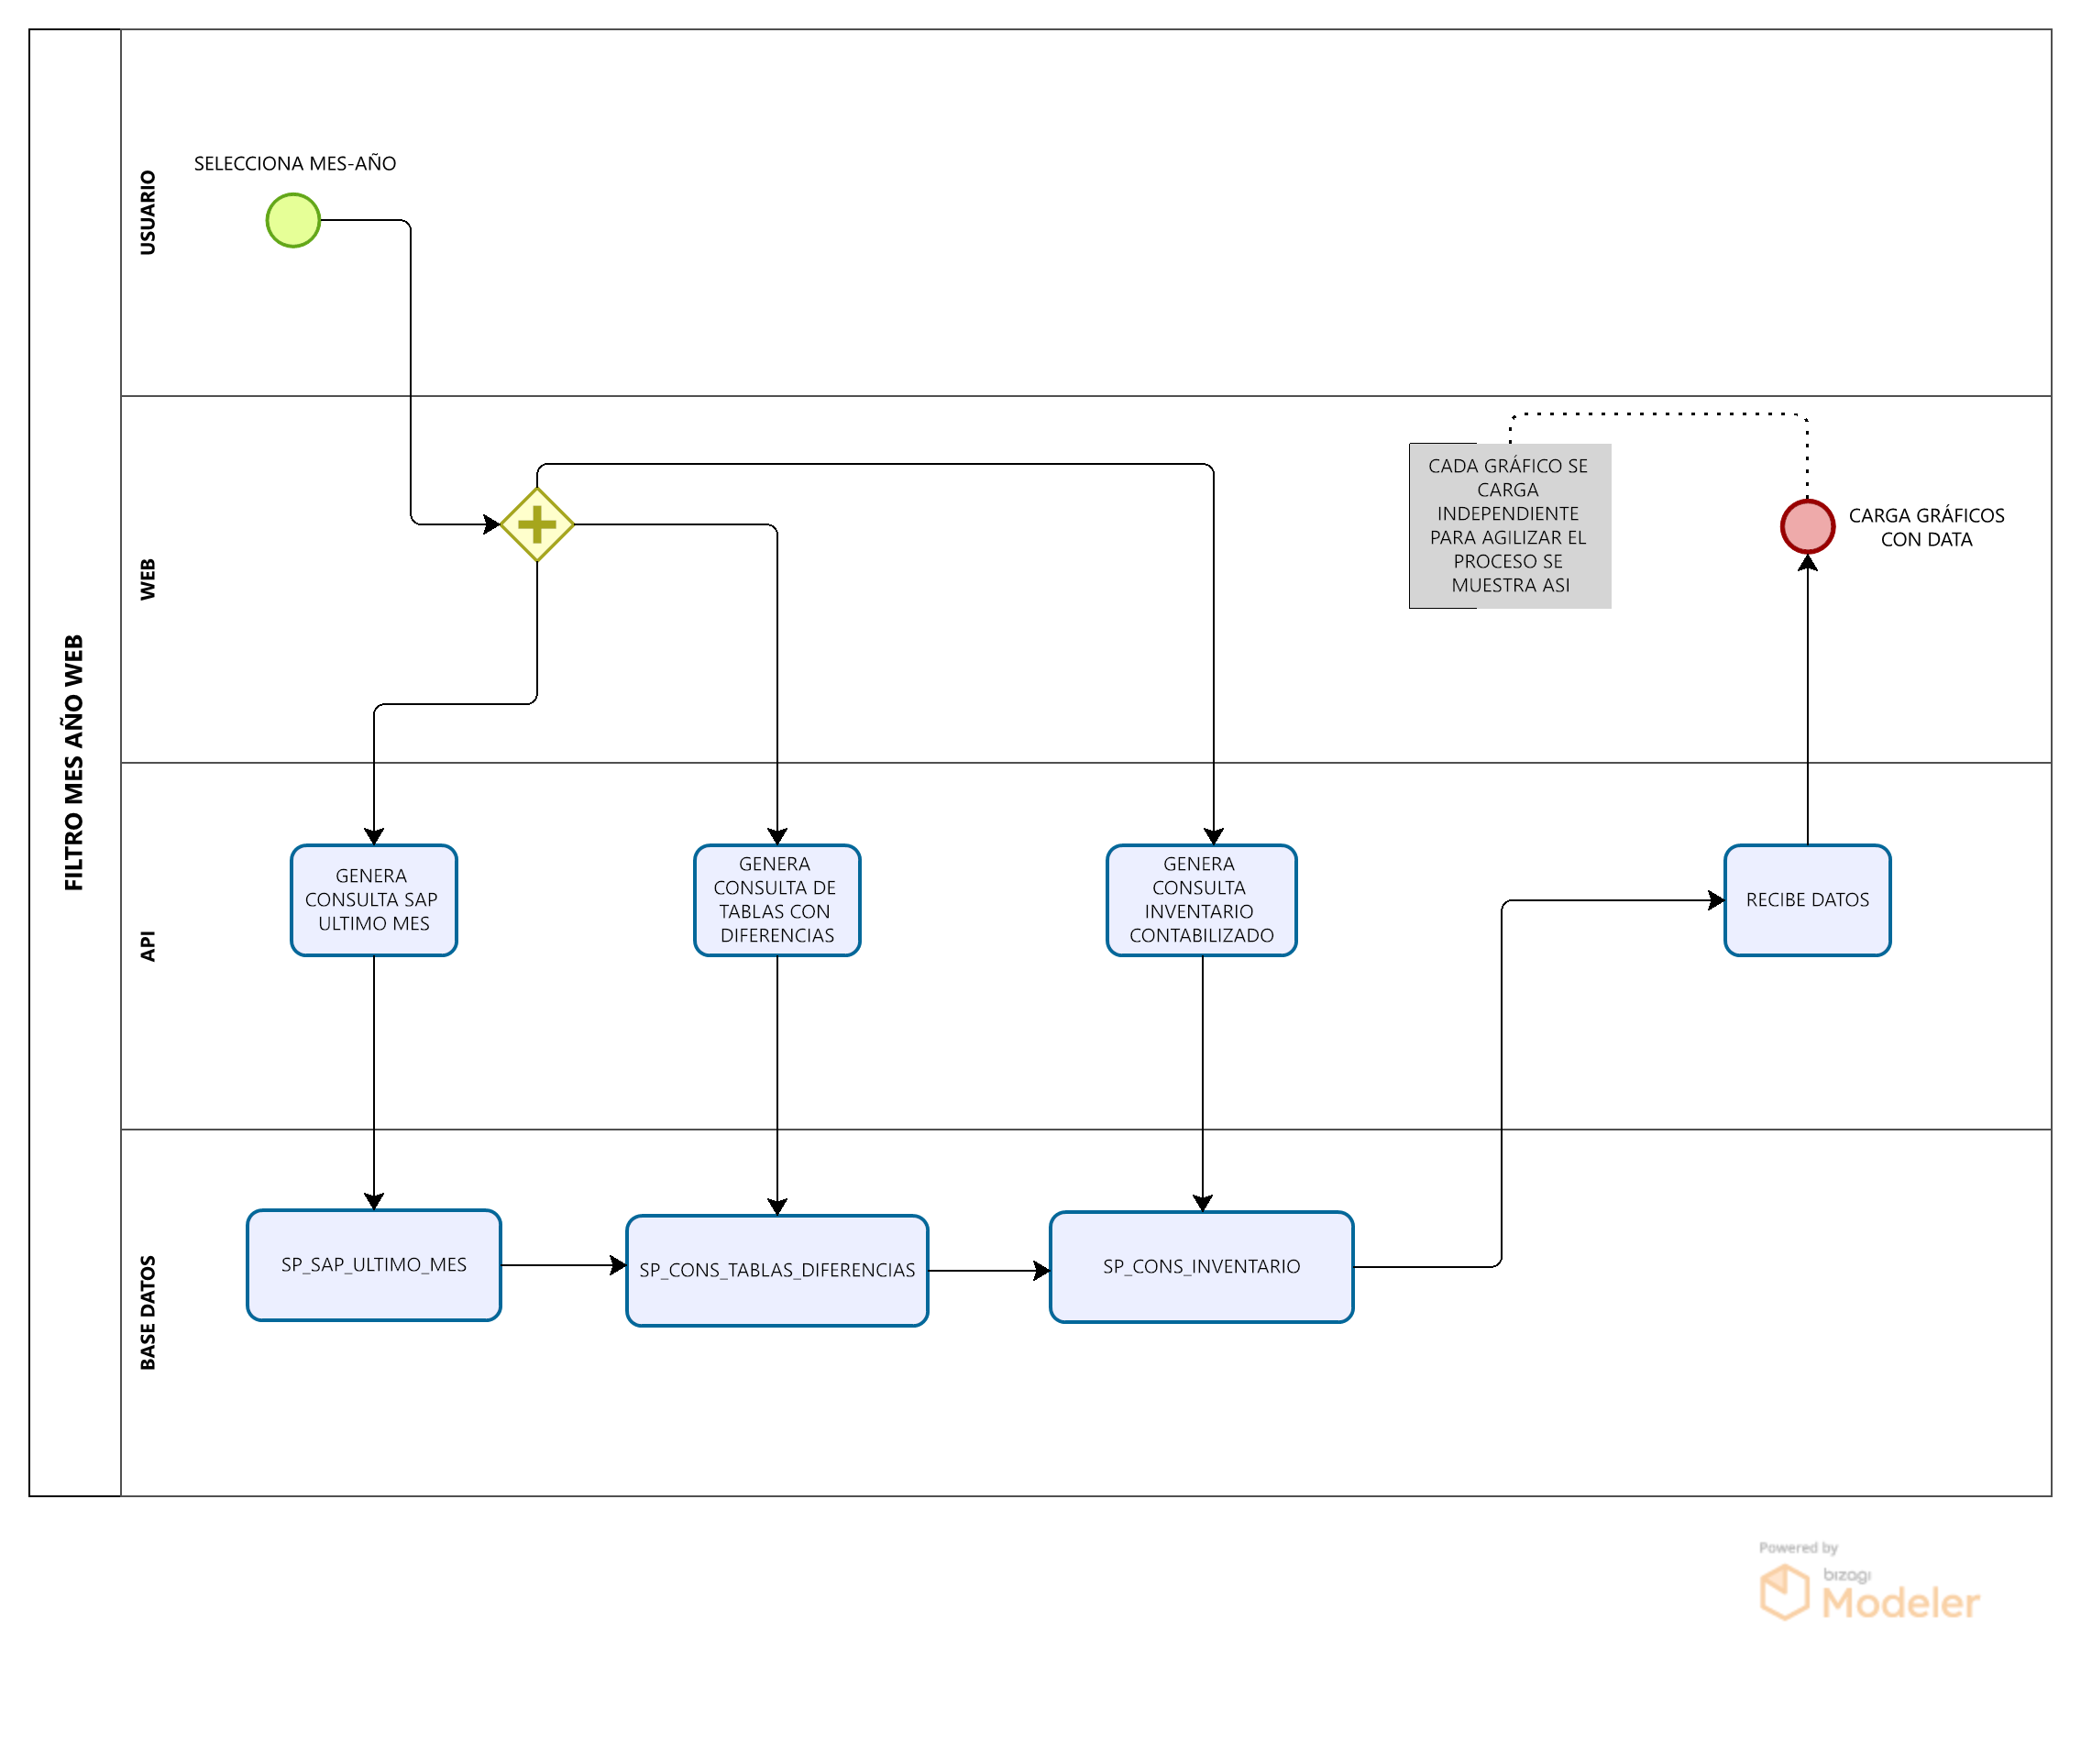 FILTRO MES AÑO WEB
USUARIO
SELECCIONA MES-AÑO
WEB
CADA GRÁFICO SE
CARGA
INDEPENDIENTE
PARA AGILIZAR EL
PROCESO SE
MUESTRA ASI
CARGA GRÁFICOS
CON DATA
API
GENERA
CONSULTA SAP
ULTIMO MES
GENERA
CONSULTA DE
TABLAS CON
DIFERENCIAS
GENERA
CONSULTA
INVENTARIO
CONTABILIZADO
RECIBE DATOS
BASE DATOS
SP_SAP_ULTIMO_MES
SP_CONS_TABLAS_DIFERENCIAS
SP_CONS_INVENTARIO
Powered by
bizagi
Modeler